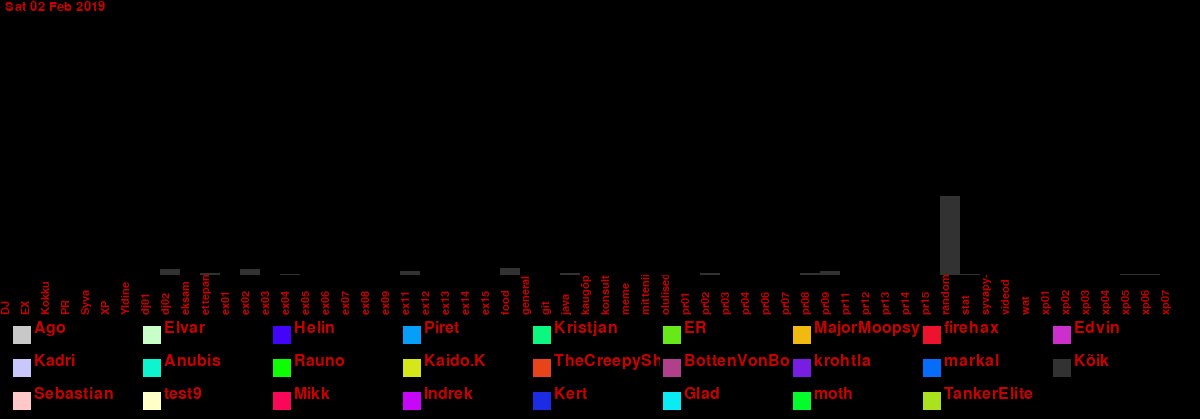 Sat 02 Feb 2019
DJ
EX
Kokku
PR
Syva
XP
Yldine
dj01
dj02
eksam
ettepan
ex01
ex02
ex03
ex04
ex05
ex06
ex07
ex08
ex09
ex11
ex12
ex13
ex14
ex15
food
general
git
java
kaugõp
konsult
meme
mittenii
olulised
pr01
pr02
pr03
pr04
pr06
pr07
pr08
pr09
pr11
pr12
pr13
pr14
pr15
random
stat
syvapy-
videod
wat
xp01
xp02
xp03
xp04
xp05
xp06
xp07
Ago Elvar Helin Piret Kristjan ER MajorMoopsy firehax Edvin
Kadri Anubis Rauno Kaido.K TheCreepySh BottenVonBo krohtla markal Kõik
Sebastian test9 Mikk Indrek Kert Glad moth TankerElite